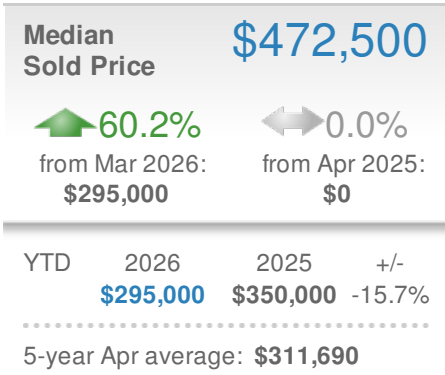 Median
Sold Price
$472,500
60.2%
from Mar 2026:
$295,000
0.0%
from Apr 2025:
$0
YTD 2026 2025 +/-
$295,000 $350,000 -15.7%
5-year Apr average: $311,690